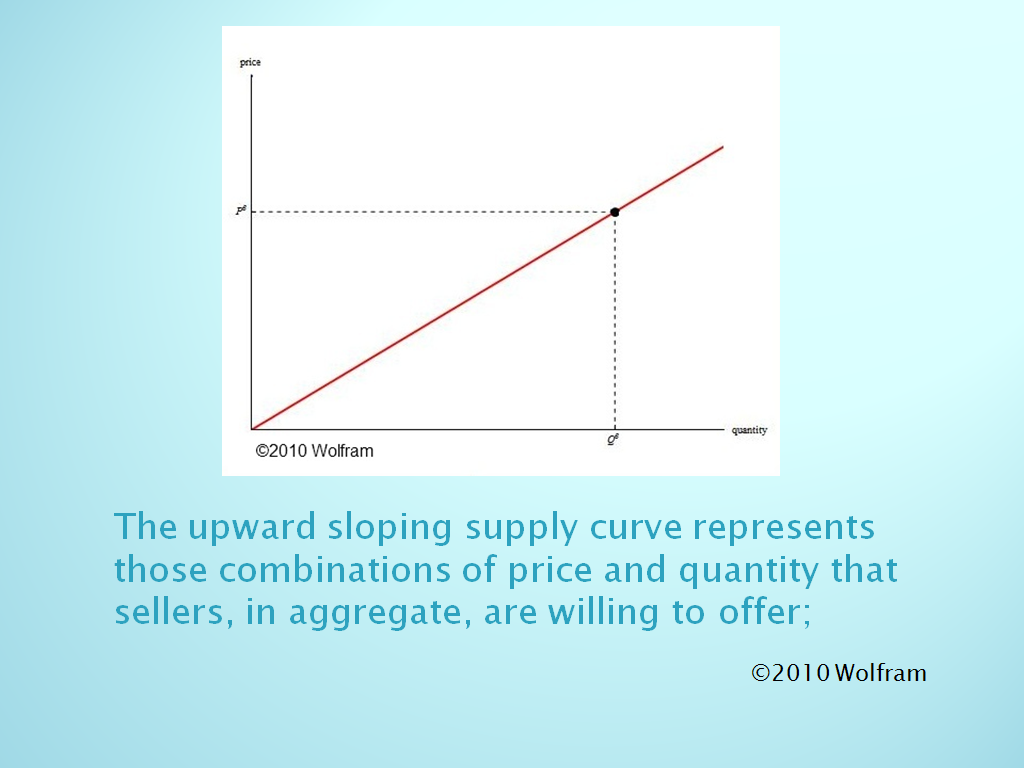 price
quantity
©2010 Wolfram
The upward sloping supply curve represents
those combinations of price and quantity that
sellers, in aggregate, are willing to offer;
©2010 Wolfram